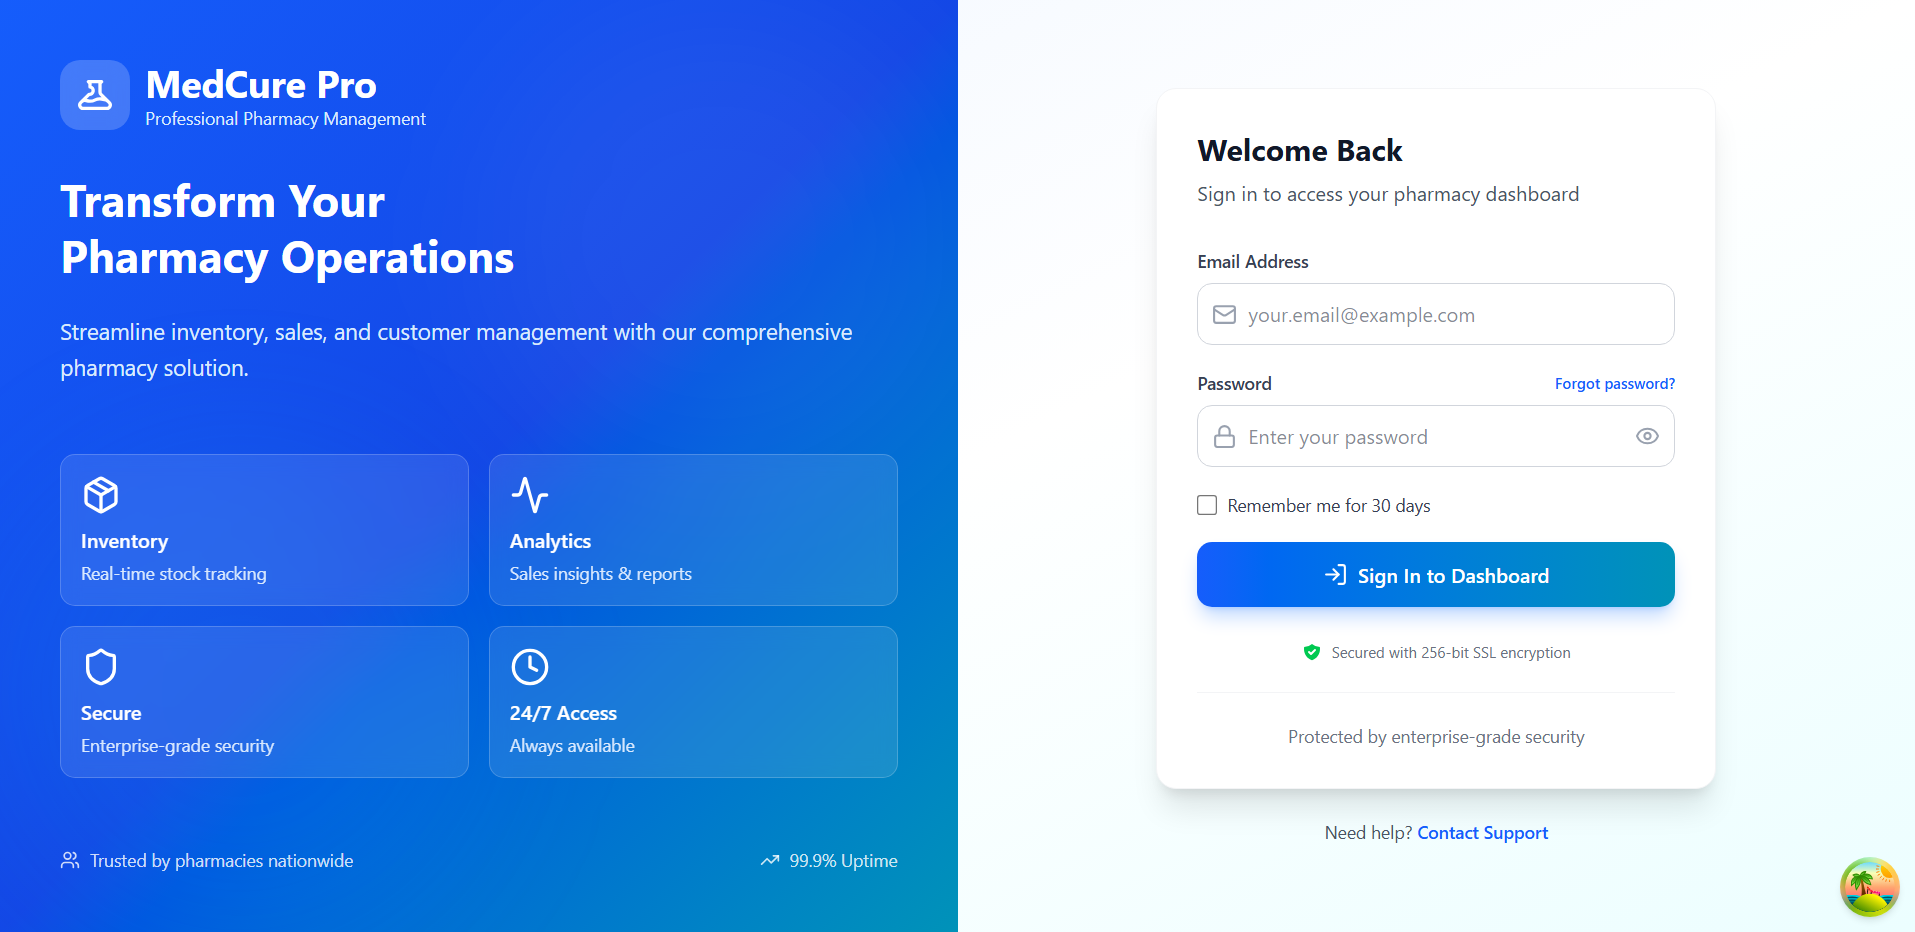 MedCure Pro
Professional Pharmacy Management
Transform Your
Pharmacy Operations
Streamline inventory, sales, and customer management with our comprehensive
pharmacy solution.
Inventory
Real-time stock tracking
Analytics
Sales insights & reports
Secure
Enterprise-grade security
24/7 Access
Always available
Trusted by pharmacies nationwide
99.9% Uptime
Welcome Back
Sign in to access your pharmacy dashboard
Email Address
your.email@example.com
Password
Forgot password?
Enter your password
Remember me for 30 days
Sign In to Dashboard
Secured with 256-bit SSL encryption
Protected by enterprise-grade security
Need help? Contact Support